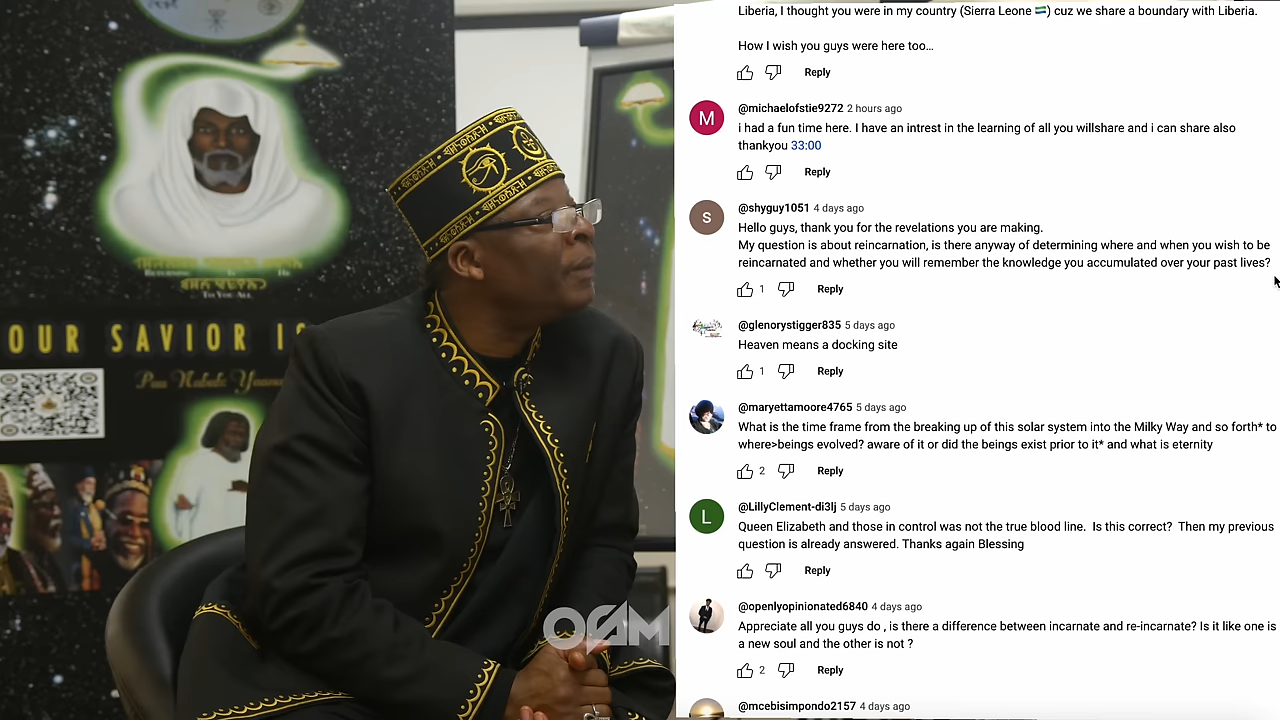 RETURNING Is He
TO YOU ALL
OUR SAVIOR IS
Paa Nabab Yaanu
OGM
Liberia, I thought you were in my country (Sierra Leone 🇸🇱) cuz we share a boundary with Liberia.
How I wish you guys were here too...
Reply
M
@michaelofstie9272 2 hours ago
i had a fun time here. I have an intrest in the learning of all you willshare and i can share also
thankyou 33:00
Reply
S
@shyguy1051 4 days ago
Hello guys, thank you for the revelations you are making.
My question is about reincarnation, is there anyway of determining where and when you wish to be
reincarnated and whether you will remember the knowledge you accumulated over your past lives?
1 Reply
@glenorystigger835 5 days ago
Heaven means a docking site
1 Reply
@maryettamoore4765 5 days ago
What is the time frame from the breaking up of this solar system into the Milky Way and so forth* to
where>beings evolved? aware of it or did the beings exist prior to it* and what is eternity
2 Reply
L
@LillyClement-di3lj 5 days ago
Queen Elizabeth and those in control was not the true blood line.  Is this correct?  Then my previous
question is already answered. Thanks again Blessing
Reply
@openlyopinionated6840 4 days ago
Appreciate all you guys do , is there a difference between incarnate and re-incarnate? Is it like one is
a new soul and the other is not ?
2 Reply
@mcebisimpondo2157 4 days ago